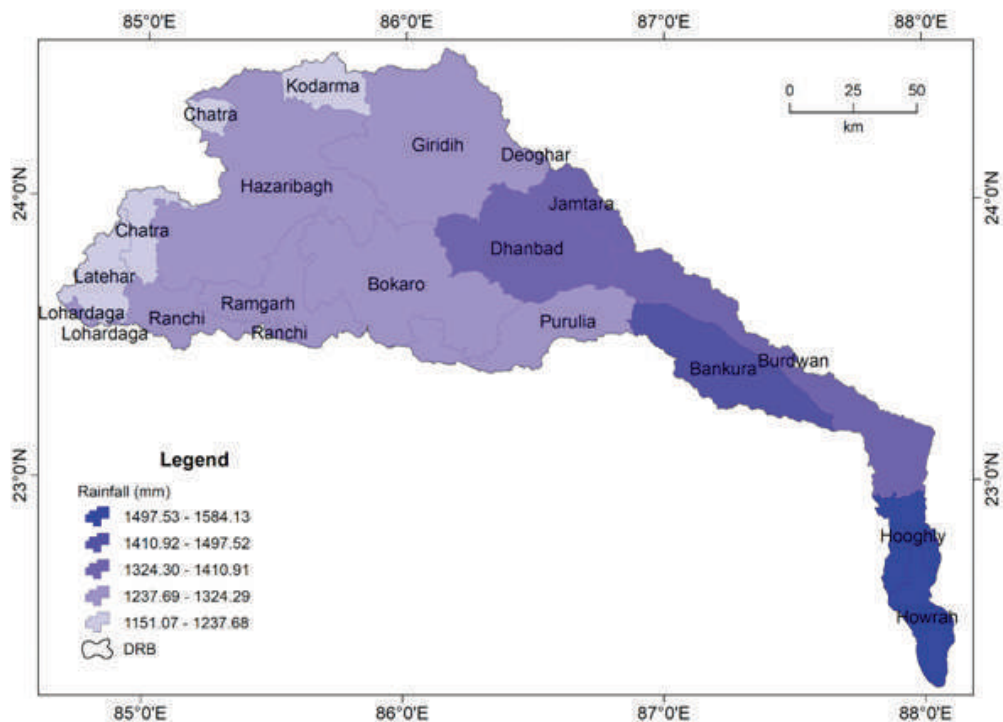 85°0'E 86°0'E 87°0'E 88°0'E
Kodarma
0 25 50
km
Chatra
Giridih
Deoghar
24°0'N
24°0'N
Hazaribagh
Jamtara
Chatra
Dhanbad
Latehar
Bokaro
Lohardaga
Ramgarh
Ranchi
Purulia
Lohardaga
Ranchi
Burdwan
Bankura
Legend
23°0'N
23°0'N
Rainfall (mm)
1497.53 - 1584.13
1410.92 - 1497.52
1324.30 - 1410.91
1237.69 - 1324.29
1151.07 - 1237.68
DRB
Hooghly
Howrah
85°0'E 86°0'E 87°0'E 88°0'E